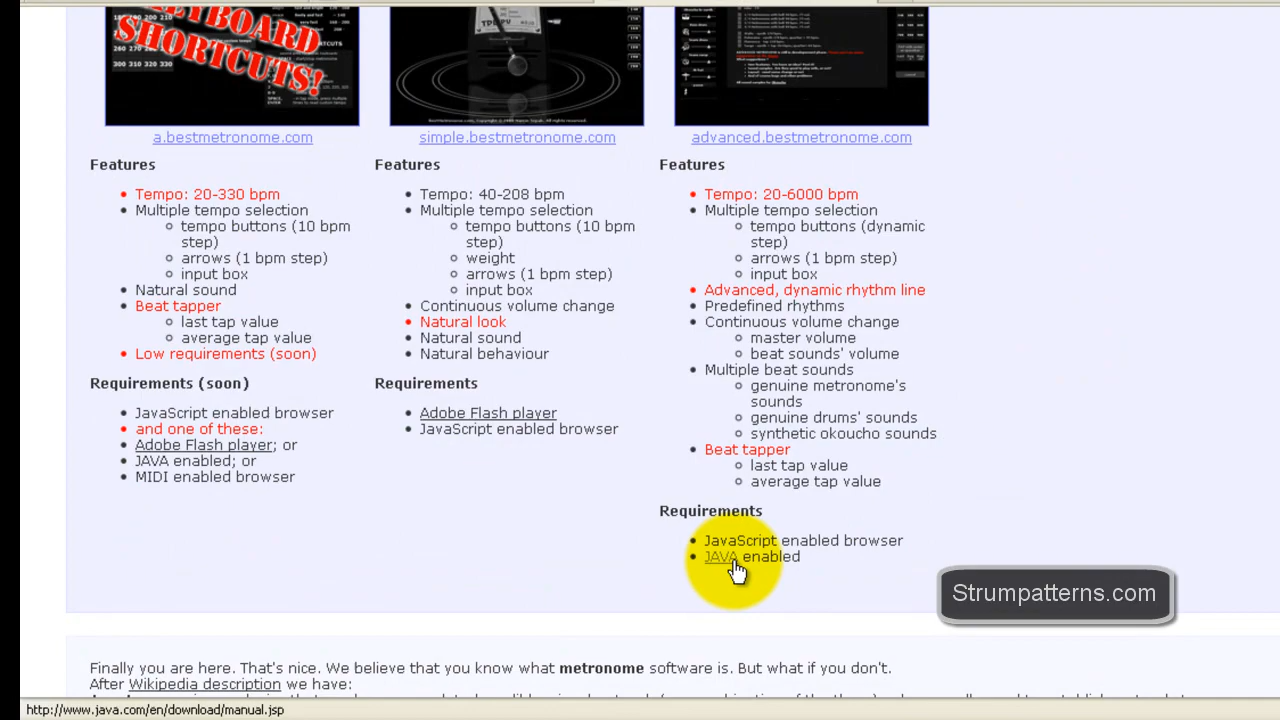 KEYBOARD
SHORTCUTS!
260 270 280 290
300 310 320 330
a.bestmetronome.com
Features
Tempo: 20-330 bpm
Multiple tempo selection
tempo buttons (10 bpm
step)
arrows (1 bpm step)
input box
Natural sound
Beat tapper
last tap value
average tap value
Low requirements (soon)
Requirements (soon)
JavaScript enabled browser
and one of these:
Adobe Flash player; or
JAVA enabled; or
MIDI enabled browser
simple.bestmetronome.com
Features
Tempo: 40-208 bpm
Multiple tempo selection
tempo buttons (10 bpm
step)
weight
arrows (1 bpm step)
input box
Continuous volume change
Natural look
Natural sound
Natural behaviour
Requirements
Adobe Flash player
JavaScript enabled browser
advanced.bestmetronome.com
Features
Tempo: 20-6000 bpm
Multiple tempo selection
tempo buttons (dynamic
step)
arrows (1 bpm step)
input box
Advanced, dynamic rhythm line
Predefined rhythms
Continuous volume change
master volume
beat sounds' volume
Multiple beat sounds
genuine metronome's
sounds
genuine drums' sounds
synthetic okoucho sounds
Beat tapper
last tap value
average tap value
Requirements
JavaScript enabled browser
JAVA enabled
Strumpatterns.com
Finally you are here. That's nice. We believe that you know what metronome software is. But what if you don't.
After Wikipedia description we have:
http://www.java.com/en/download/manual.jsp